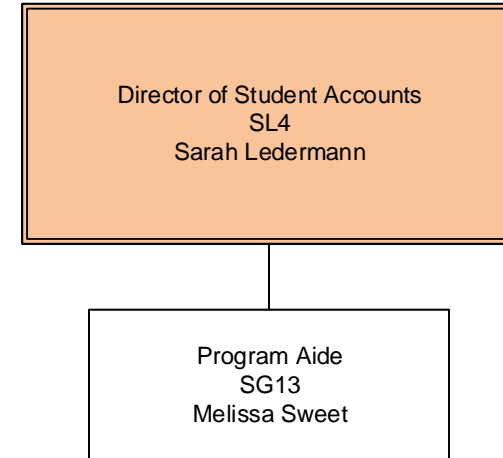 Director of Student Accounts
SL4
Sarah Ledermann
Program Aide
SG13
Melissa Sweet